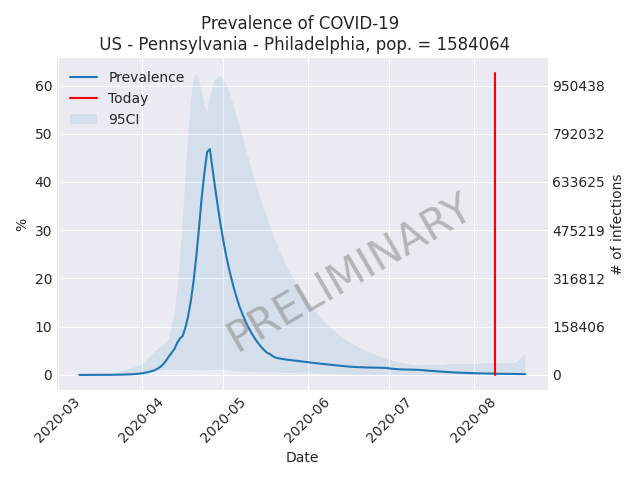 Prevalence of COVID-19
US - Pennsylvania - Philadelphia, pop. = 1584064
Prevalence
Today
95CI
%
60
50
40
30
20
10
0
950438
792032
633625
475219
316812
158406
0
# of infections
PRELIMINARY
2020-03
2020-04
2020-05
2020-06
2020-07
2020-08
Date